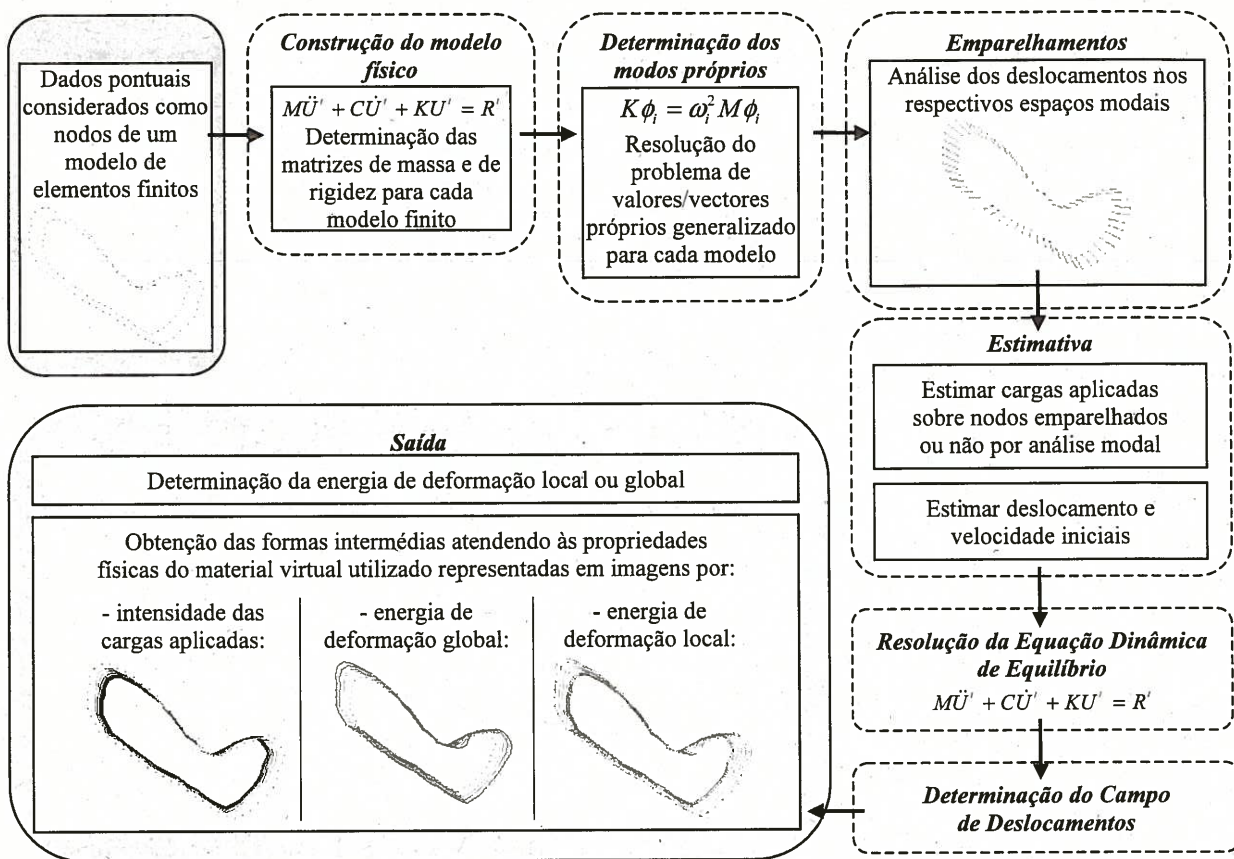 Dados pontuais
considerados como
nodos de um
modelo de
elementos finitos
Construção do modelo
físico
MÜ' + CU̇' + KU' = R'
Determinação das
matrizes de massa e de
rigidez para cada
modelo finito
Determinação dos
modos próprios
Kϕᵢ = ωᵢ²Mϕᵢ
Resolução do
problema de
valores/vectores
próprios generalizado
para cada modelo
Emparelhamentos
Análise dos deslocamentos nos
respectivos espaços modais
Estimativa
Estimar cargas aplicadas
sobre nodos emparelhados
ou não por análise modal
Estimar deslocamento e
velocidade iniciais
Resolução da Equação Dinâmica
de Equilíbrio
MÜ' + CU̇' + KU' = R'
Determinação do Campo
de Deslocamentos
Saída
Determinação da energia de deformação local ou global
Obtenção das formas intermédias atendendo às propriedades
físicas do material virtual utilizado representadas em imagens por:
- intensidade das
cargas aplicadas:
- energia de
deformação global:
- energia de
deformação local: